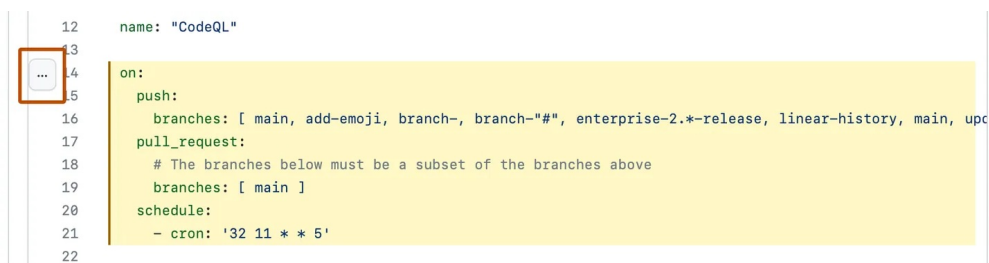 12 name: "CodeQL"
13
... 14 on:
15 push:
16 branches: [ main, add-emoji, branch-, branch-"#", enterprise-2.*-release, linear-history, main, upd
17 pull_request:
18 # The branches below must be a subset of the branches above
19 branches: [ main ]
20 schedule:
21 - cron: '32 11 * * 5'
22